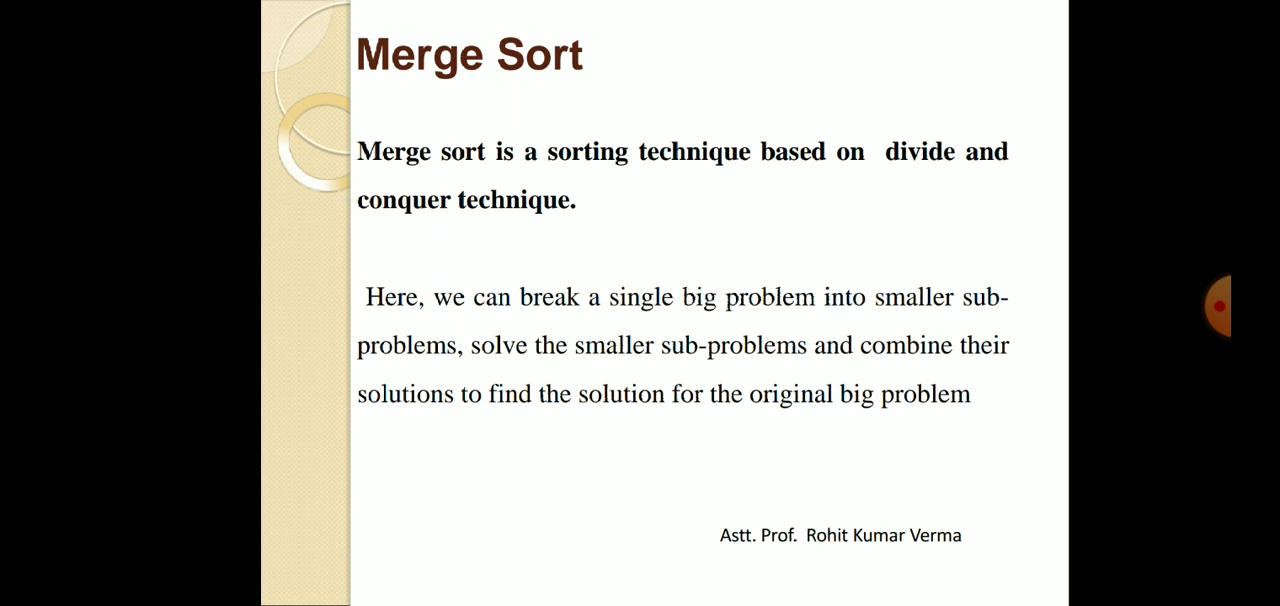 Merge Sort
Merge sort is a sorting technique based on divide and
conquer technique.
Here, we can break a single big problem into smaller sub-
problems, solve the smaller sub-problems and combine their
solutions to find the solution for the original big problem
Astt. Prof. Rohit Kumar Verma